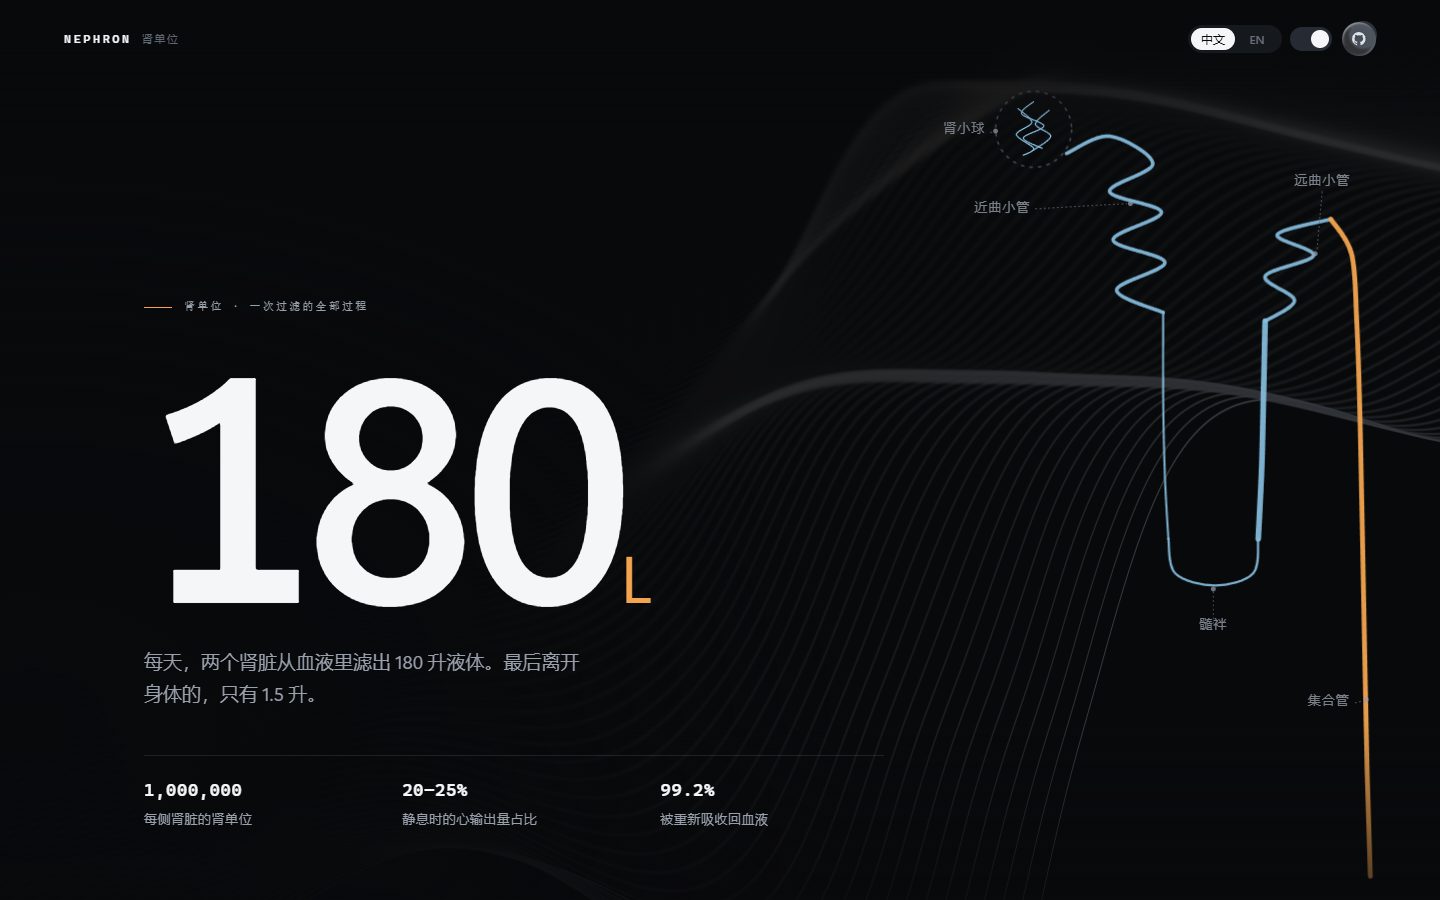 NEPHRON 肾单位
中文 EN
肾小球
远曲小管
近曲小管
肾单位 · 一次过滤的全部过程
180L
髓袢
每天，两个肾脏从血液里滤出 180 升液体。最后离开
身体的，只有 1.5 升。
集合管
1,000,000
每侧肾脏的肾单位
20–25%
静息时的心输出量占比
99.2%
被重新吸收回血液